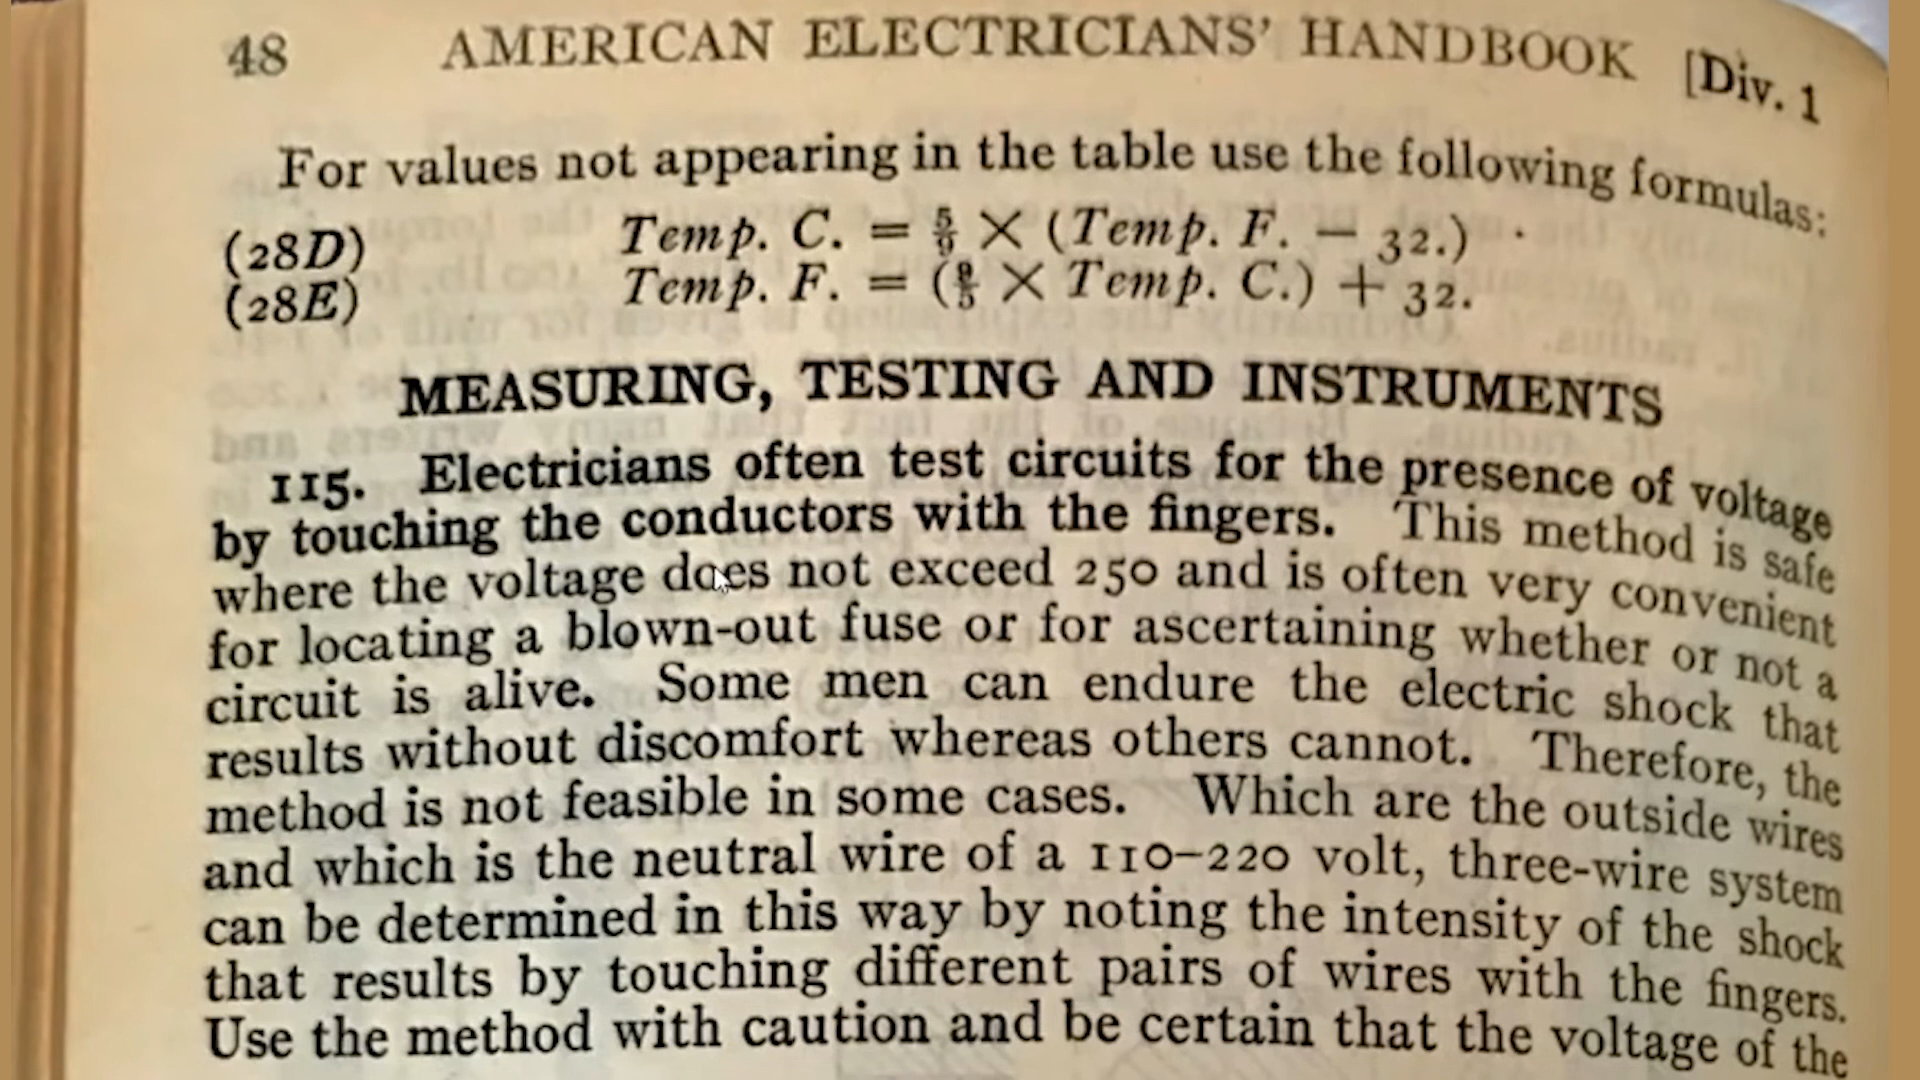 48 AMERICAN ELECTRICIANS' HANDBOOK [Div. 1
For values not appearing in the table use the following formulas:
(28D) Temp. C. = 5/9 × (Temp. F. − 32.)
(28E) Temp. F. = (9/5 × Temp. C.) + 32.
MEASURING, TESTING AND INSTRUMENTS
115. Electricians often test circuits for the presence of voltage
by touching the conductors with the fingers. This method is safe
where the voltage does not exceed 250 and is often very convenient
for locating a blown-out fuse or for ascertaining whether or not a
circuit is alive. Some men can endure the electric shock that
results without discomfort whereas others cannot. Therefore, the
method is not feasible in some cases. Which are the outside wires
and which is the neutral wire of a 110–220 volt, three-wire system
can be determined in this way by noting the intensity of the shock
that results by touching different pairs of wires with the fingers.
Use the method with caution and be certain that the voltage of the